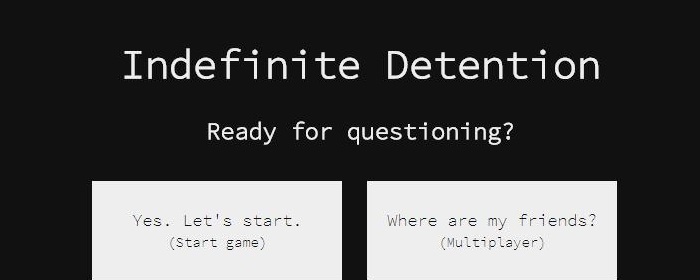 Indefinite Detention
Ready for questioning?
Yes. Let's start.
(Start game)
Where are my friends?
(Multiplayer)